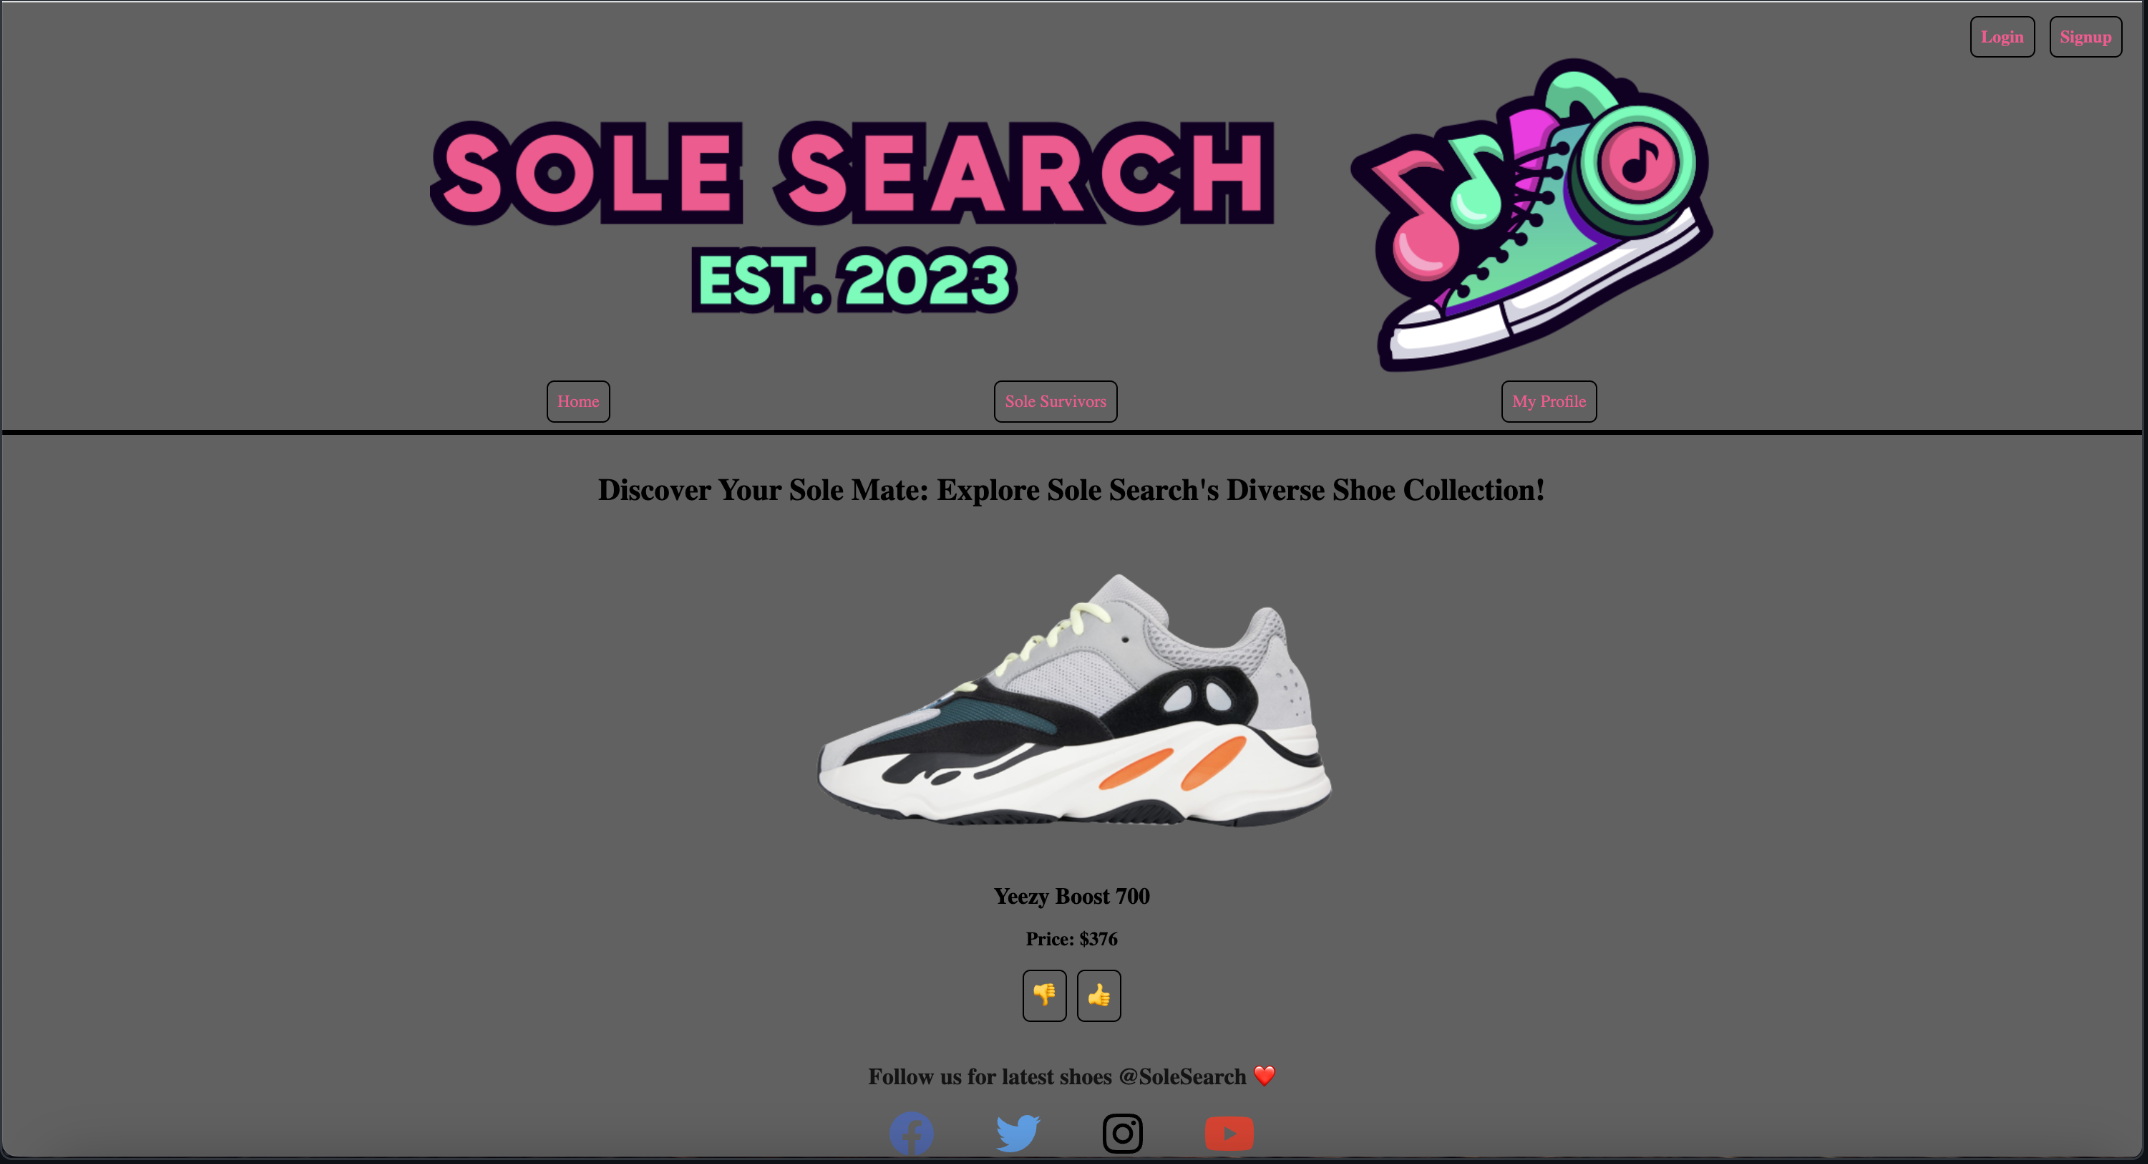 Login Signup
SOLE SEARCH
EST. 2023
Home Sole Survivors My Profile
Discover Your Sole Mate: Explore Sole Search's Diverse Shoe Collection!
Yeezy Boost 700
Price: $376
👎 👍
Follow us for latest shoes @SoleSearch ❤️